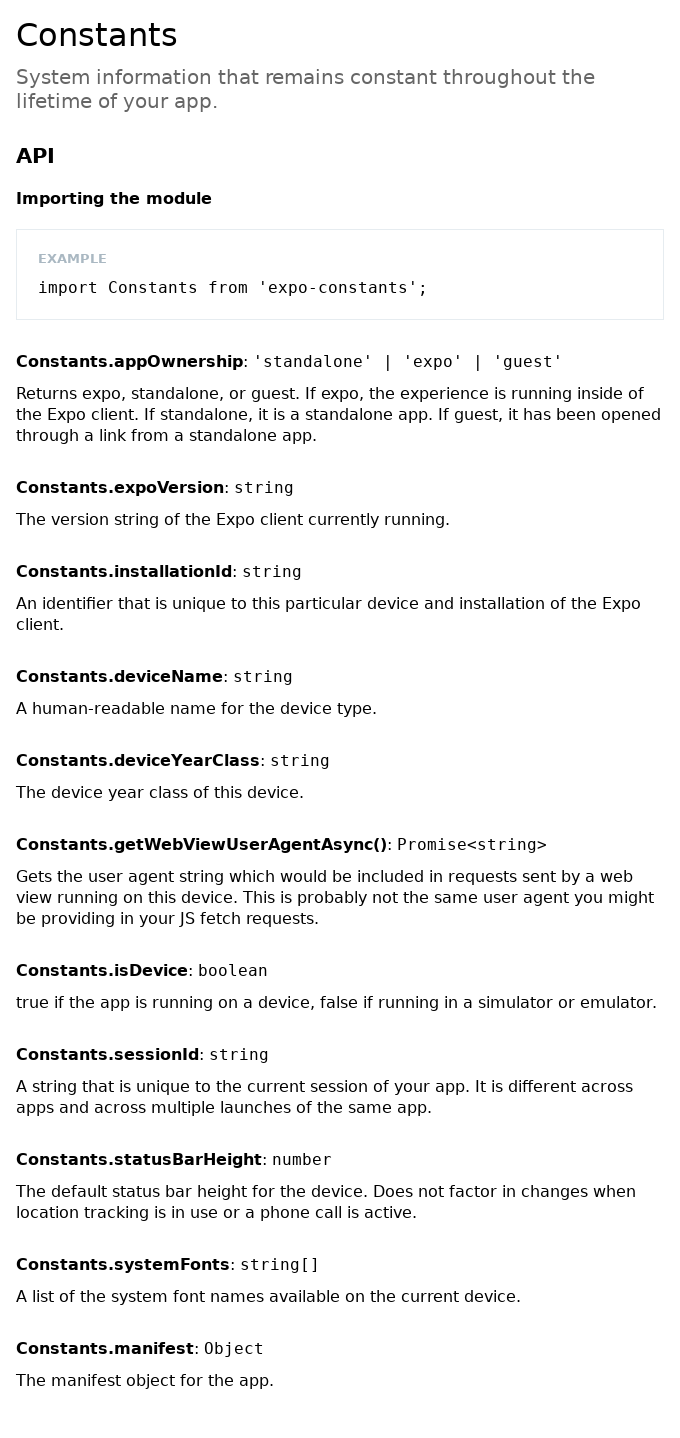 Constants
System information that remains constant throughout the
lifetime of your app.
API
Importing the module
EXAMPLE
import Constants from 'expo-constants';
Constants.appOwnership: 'standalone' | 'expo' | 'guest'
Returns expo, standalone, or guest. If expo, the experience is running inside of
the Expo client. If standalone, it is a standalone app. If guest, it has been opened
through a link from a standalone app.
Constants.expoVersion: string
The version string of the Expo client currently running.
Constants.installationId: string
An identifier that is unique to this particular device and installation of the Expo
client.
Constants.deviceName: string
A human-readable name for the device type.
Constants.deviceYearClass: string
The device year class of this device.
Constants.getWebViewUserAgentAsync(): Promise<string>
Gets the user agent string which would be included in requests sent by a web
view running on this device. This is probably not the same user agent you might
be providing in your JS fetch requests.
Constants.isDevice: boolean
true if the app is running on a device, false if running in a simulator or emulator.
Constants.sessionId: string
A string that is unique to the current session of your app. It is different across
apps and across multiple launches of the same app.
Constants.statusBarHeight: number
The default status bar height for the device. Does not factor in changes when
location tracking is in use or a phone call is active.
Constants.systemFonts: string[]
A list of the system font names available on the current device.
Constants.manifest: Object
The manifest object for the app.